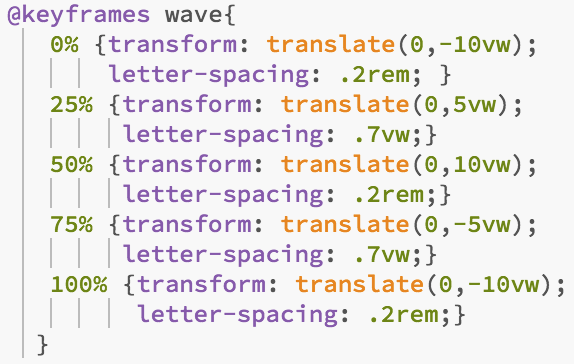 @keyframes wave{
0% {transform: translate(0,-10vw);
letter-spacing: .2rem; }
25% {transform: translate(0,5vw);
letter-spacing: .7vw;}
50% {transform: translate(0,10vw);
letter-spacing: .2rem;}
75% {transform: translate(0,-5vw);
letter-spacing: .7vw;}
100% {transform: translate(0,-10vw);
letter-spacing: .2rem;}
}